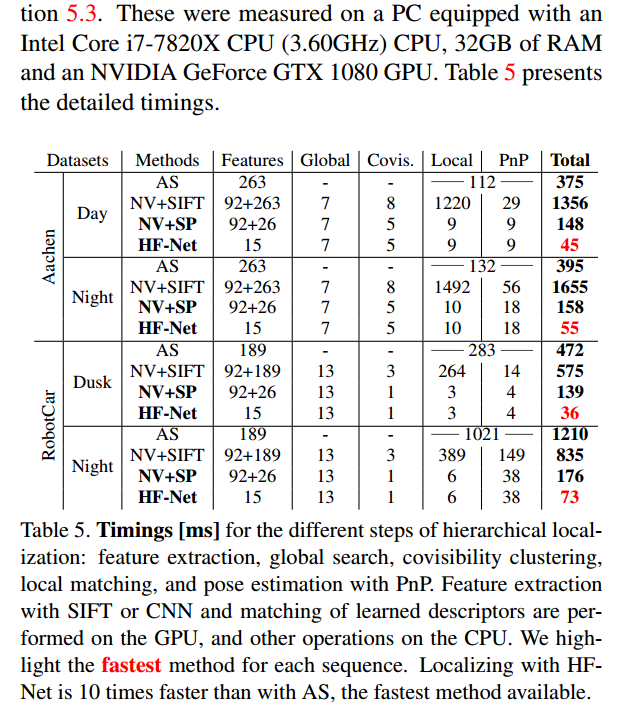 tion 5.3. These were measured on a PC equipped with an
Intel Core i7-7820X CPU (3.60GHz) CPU, 32GB of RAM
and an NVIDIA GeForce GTX 1080 GPU. Table 5 presents
the detailed timings.
Datasets Methods Features Global Covis. Local PnP Total
Aachen
Day
AS 263 - - 112 375
NV+SIFT 92+263 7 8 1220 29 1356
NV+SP 92+26 7 5 9 9 148
HF-Net 15 7 5 9 9 45
Night
AS 263 - - 132 395
NV+SIFT 92+263 7 8 1492 56 1655
NV+SP 92+26 7 5 10 18 158
HF-Net 15 7 5 10 18 55
RobotCar
Dusk
AS 189 - - 283 472
NV+SIFT 92+189 13 3 264 14 575
NV+SP 92+26 13 1 3 4 139
HF-Net 15 13 1 3 4 36
Night
AS 189 - - 1021 1210
NV+SIFT 92+189 13 3 389 149 835
NV+SP 92+26 13 1 6 38 176
HF-Net 15 13 1 6 38 73
Table 5. Timings [ms] for the different steps of hierarchical local-
ization: feature extraction, global search, covisibility clustering,
local matching, and pose estimation with PnP. Feature extraction
with SIFT or CNN and matching of learned descriptors are per-
formed on the GPU, and other operations on the CPU. We high-
light the fastest method for each sequence. Localizing with HF-
Net is 10 times faster than with AS, the fastest method available.